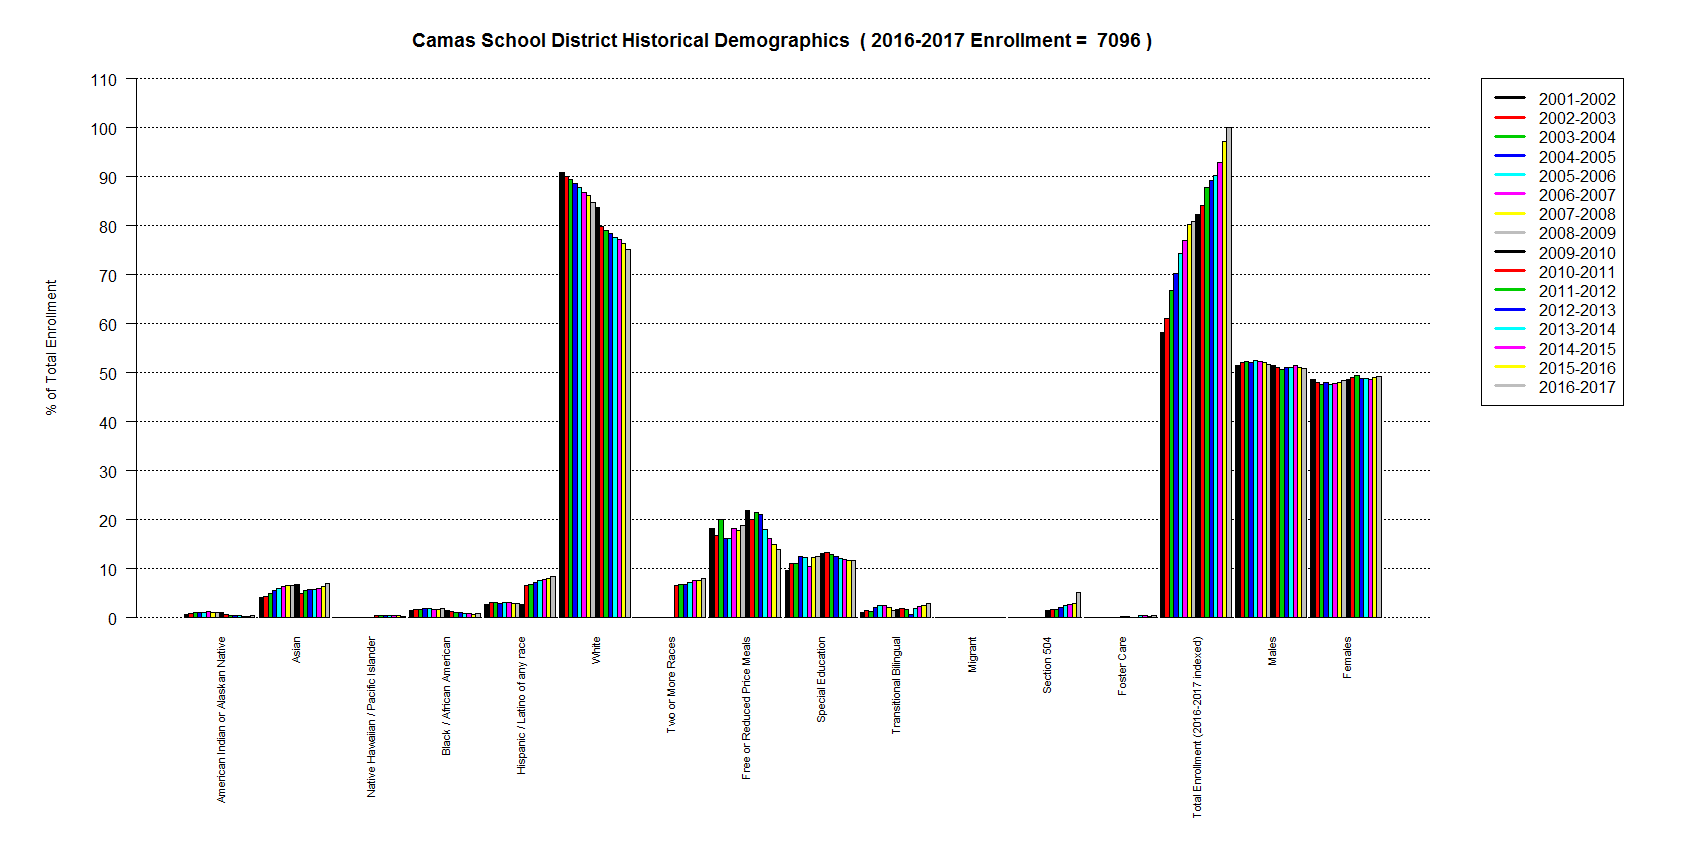 Camas School District Historical Demographics ( 2016-2017 Enrollment = 7096 )
% of Total Enrollment
110
100
90
80
70
60
50
40
30
20
10
0
American Indian or Alaskan Native
Asian
Native Hawaiian / Pacific Islander
Black / African American
Hispanic / Latino of any race
White
Two or More Races
Free or Reduced Price Meals
Special Education
Transitional Bilingual
Migrant
Section 504
Foster Care
Total Enrollment (2016-2017 indexed)
Males
Females
2001-2002
2002-2003
2003-2004
2004-2005
2005-2006
2006-2007
2007-2008
2008-2009
2009-2010
2010-2011
2011-2012
2012-2013
2013-2014
2014-2015
2015-2016
2016-2017